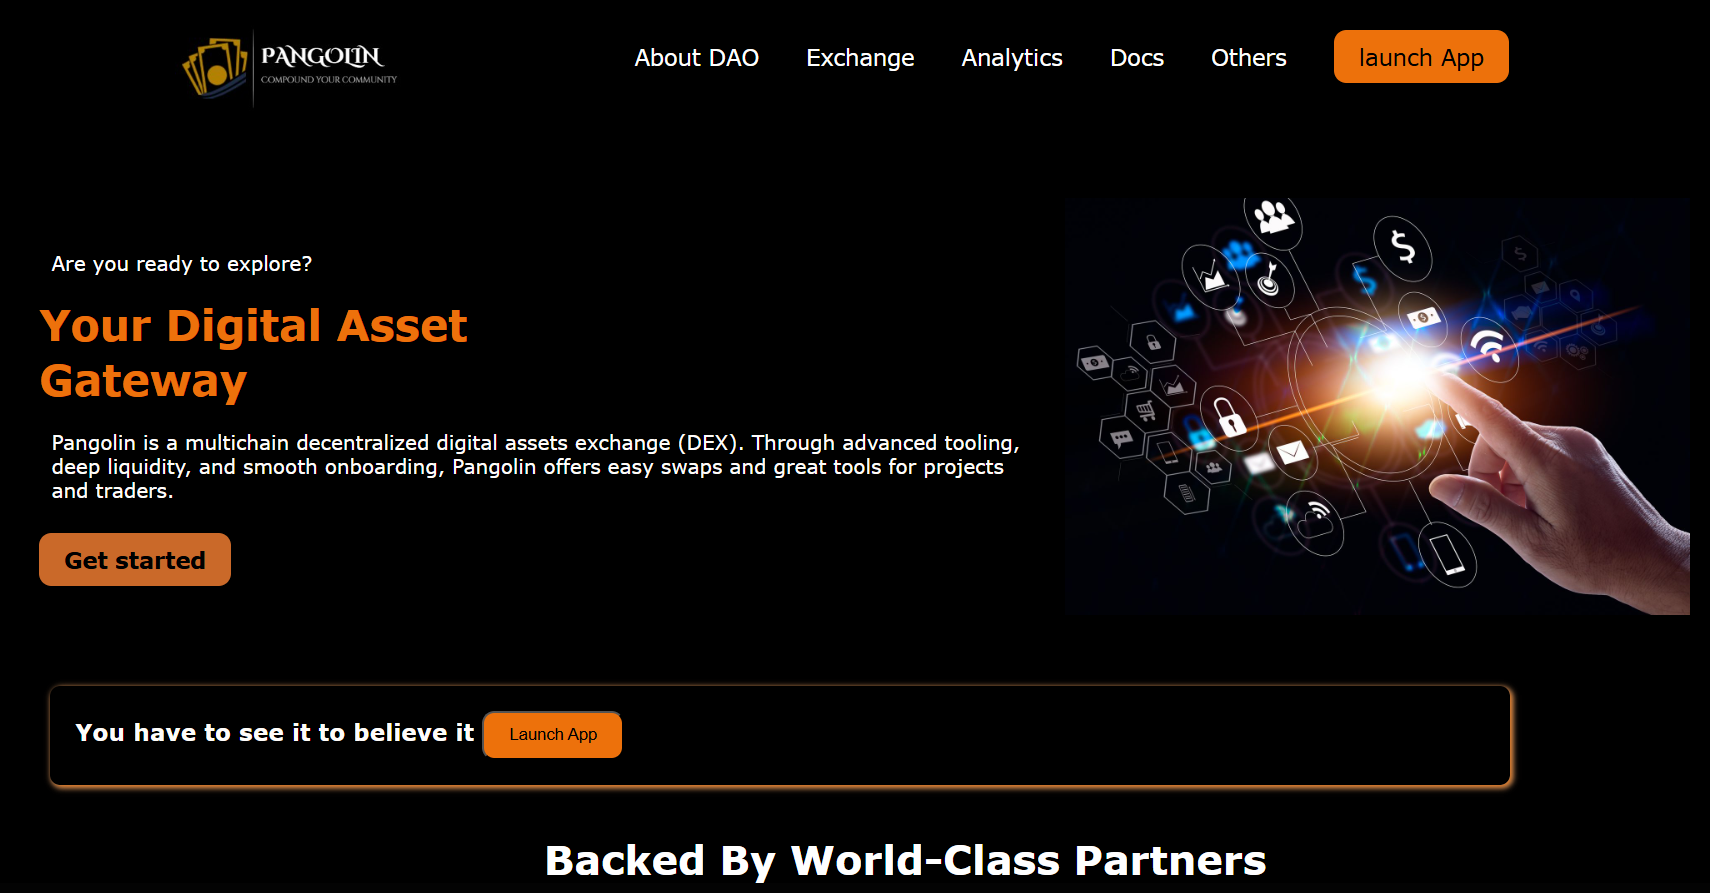 PANGOLIN
COMPOUND YOUR COMMUNITY
About DAO Exchange Analytics Docs Others launch App
Are you ready to explore?
Your Digital Asset
Gateway
Pangolin is a multichain decentralized digital assets exchange (DEX). Through advanced tooling,
deep liquidity, and smooth onboarding, Pangolin offers easy swaps and great tools for projects
and traders.
Get started
You have to see it to believe it Launch App
Backed By World-Class Partners